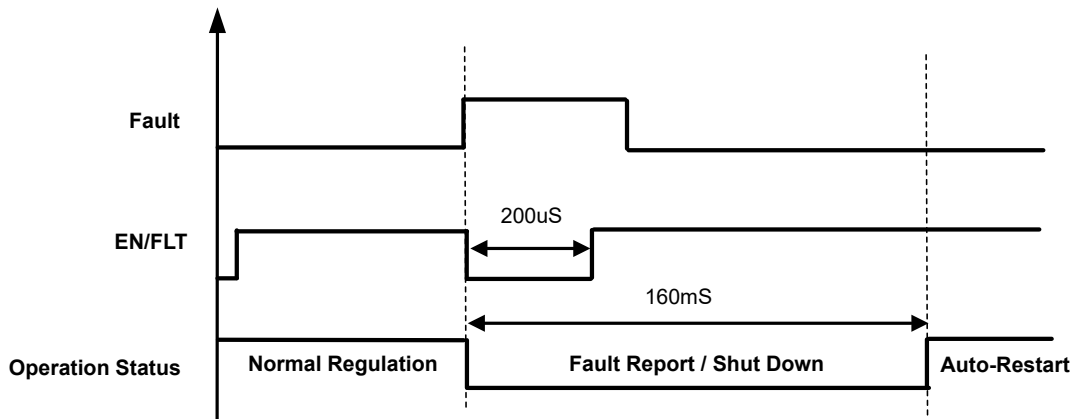 Fault
200uS
EN/FLT
160mS
Operation Status
Normal Regulation
Fault Report / Shut Down
Auto-Restart